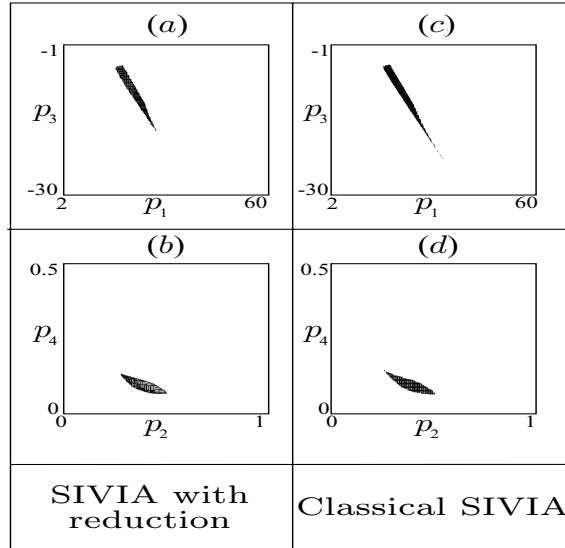 (a)
-1
p3
-30
2
p1
60
(c)
-1
p3
-30
2
p1
60
(b)
0.5
p4
0
0
p2
1
(d)
0.5
p4
0
0
p2
1
SIVIA with
reduction
Classical SIVIA